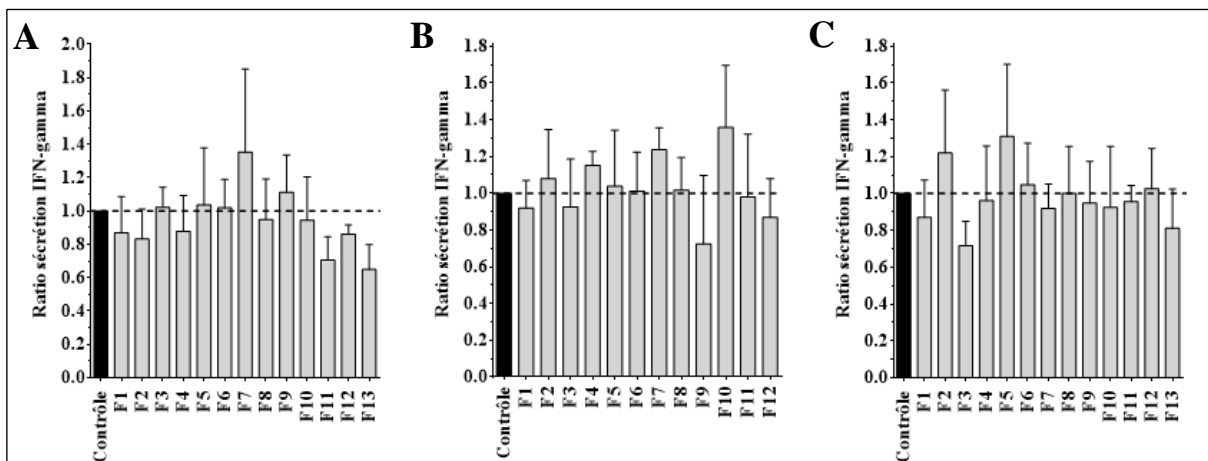 A
Ratio sécrétion IFN-gamma
2.0
1.8
1.6
1.4
1.2
1.0
0.8
0.6
0.4
0.2
0.0
Contrôle
F1
F2
F3
F4
F5
F6
F7
F8
F9
F10
F11
F12
F13
B
Ratio sécrétion IFN-gamma
1.8
1.6
1.4
1.2
1.0
0.8
0.6
0.4
0.2
0.0
Contrôle
F1
F2
F3
F4
F5
F6
F7
F8
F9
F10
F11
F12
C
Ratio sécrétion IFN-gamma
1.8
1.6
1.4
1.2
1.0
0.8
0.6
0.4
0.2
0.0
Contrôle
F1
F2
F3
F4
F5
F6
F7
F8
F9
F10
F11
F12
F13